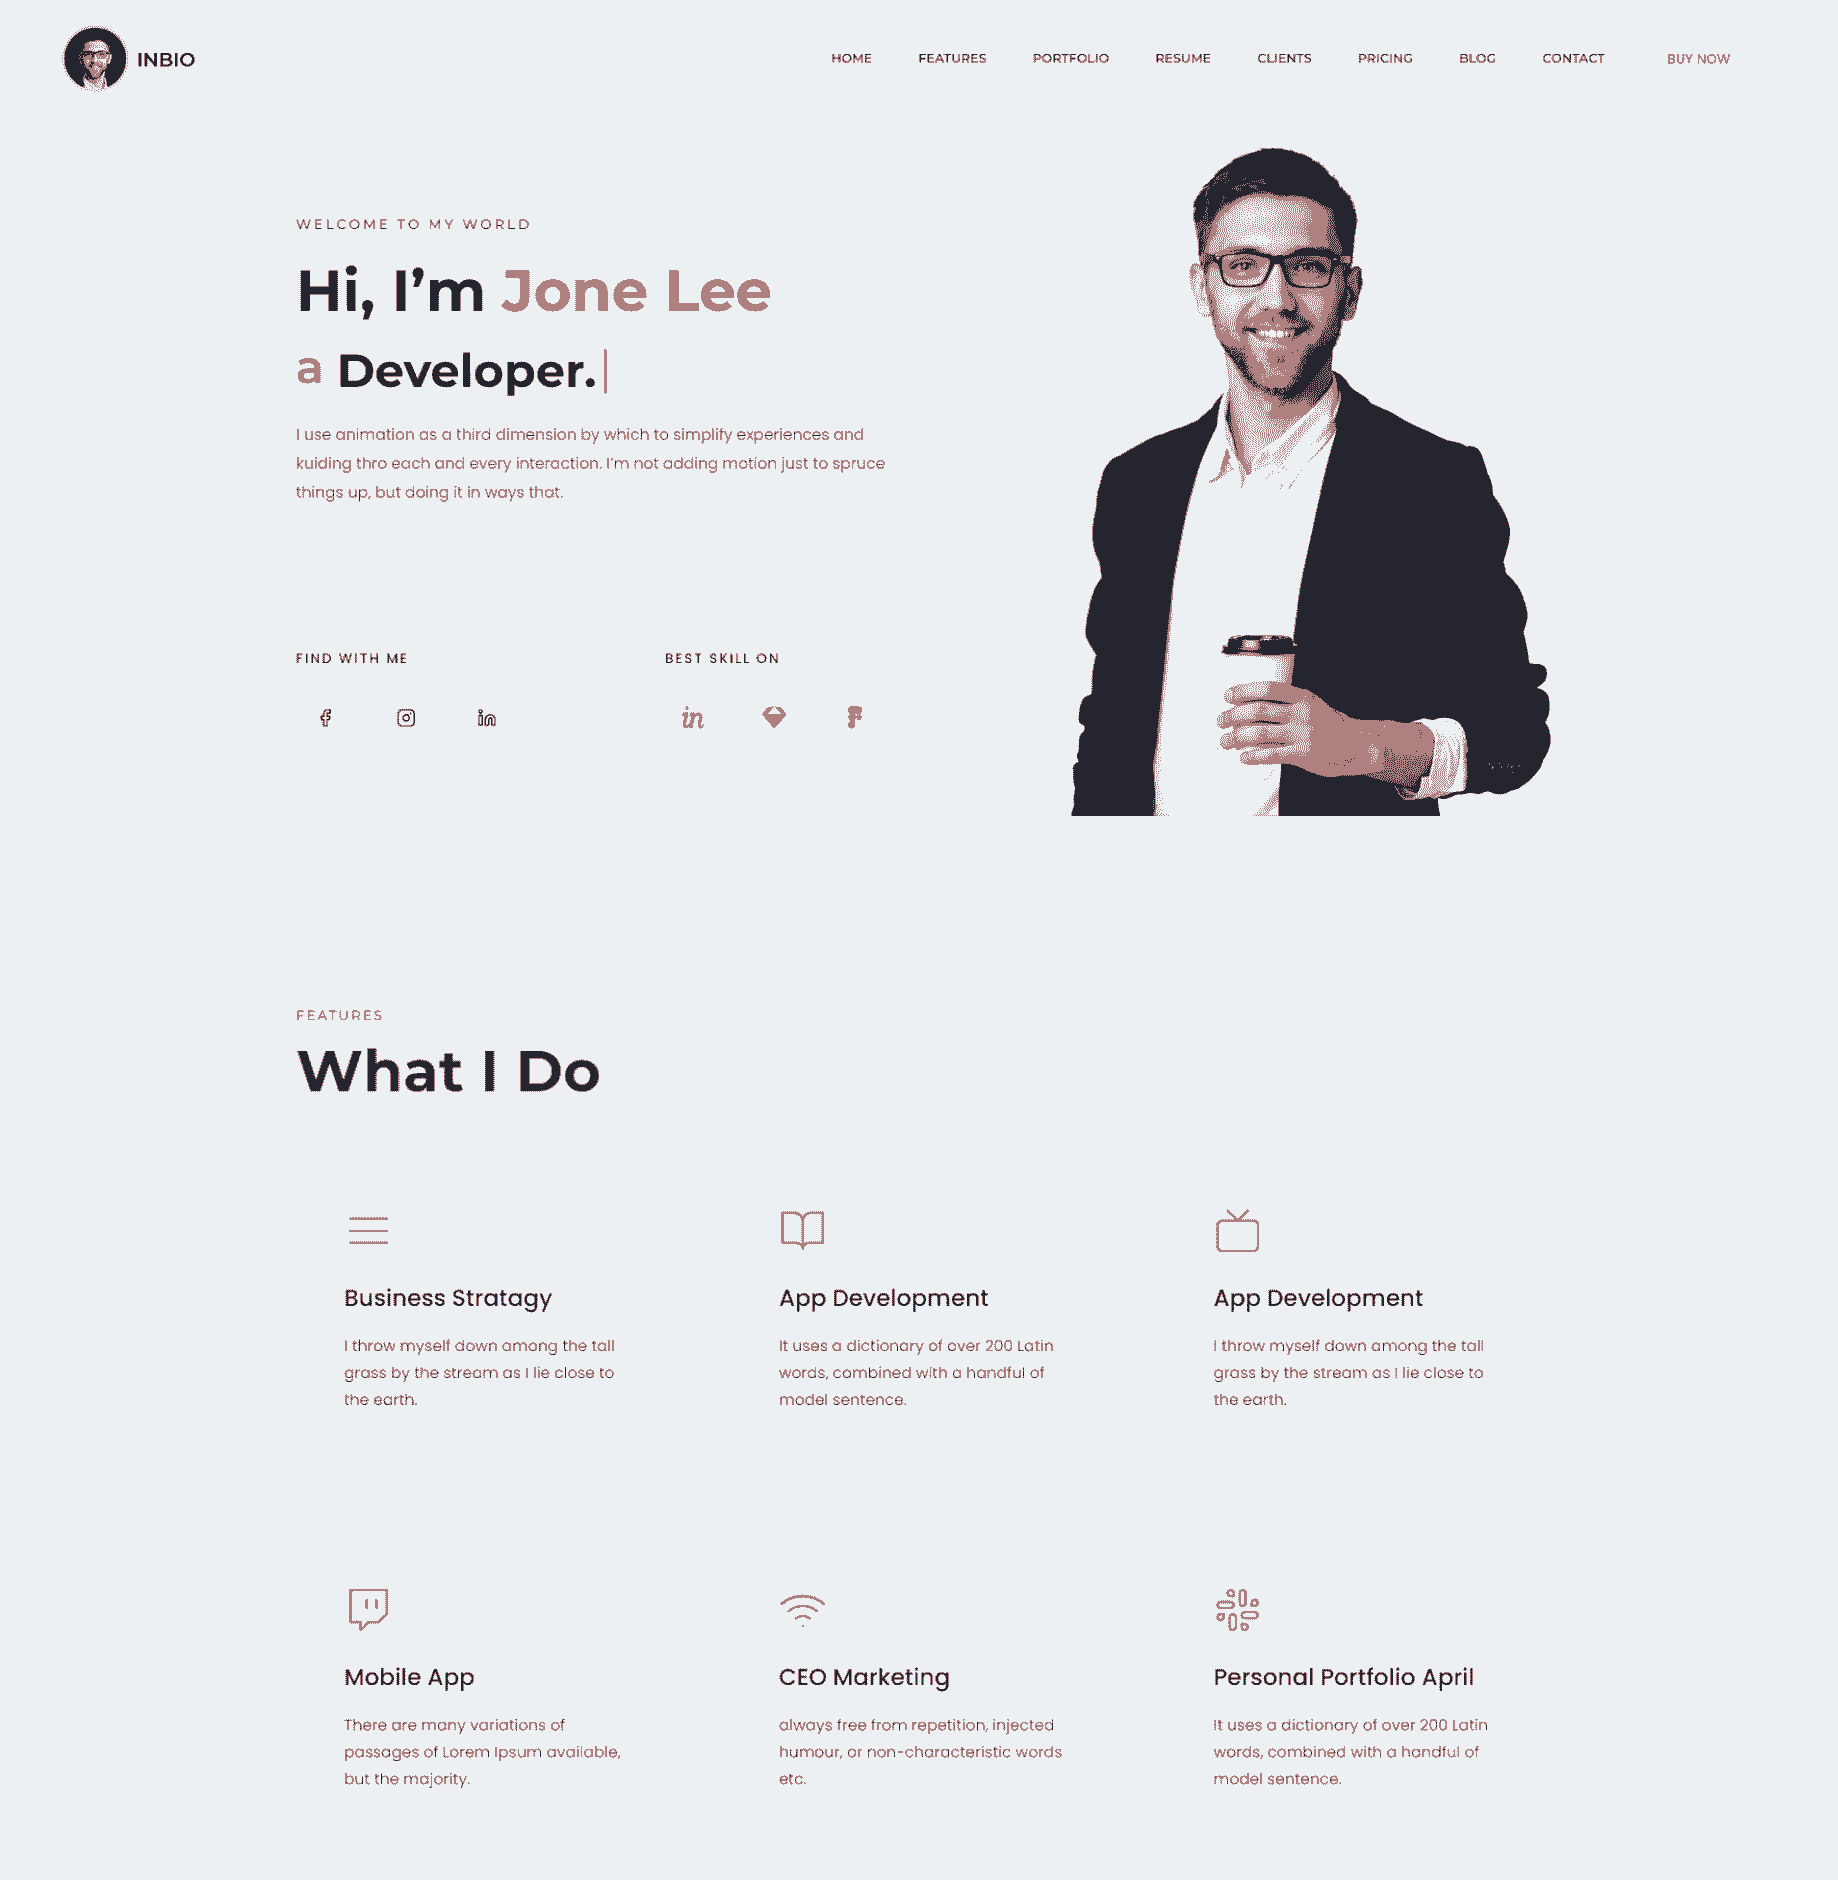 INBIO
HOME FEATURES PORTFOLIO RESUME CLIENTS PRICING BLOG CONTACT BUY NOW
WELCOME TO MY WORLD
Hi, I’m Jone Lee
a Developer.
I use animation as a third dimension by which to simplify experiences and
kuiding thro each and every interaction. I’m not adding motion just to spruce
things up, but doing it in ways that.
FIND WITH ME
BEST SKILL ON
FEATURES
What I Do
Business Stratagy
I throw myself down among the tall
grass by the stream as I lie close to
the earth.
App Development
It uses a dictionary of over 200 Latin
words, combined with a handful of
model sentence.
App Development
I throw myself down among the tall
grass by the stream as I lie close to
the earth.
Mobile App
There are many variations of
passages of Lorem Ipsum available,
but the majority.
CEO Marketing
always free from repetition, injected
humour, or non-characteristic words
etc.
Personal Portfolio April
It uses a dictionary of over 200 Latin
words, combined with a handful of
model sentence.